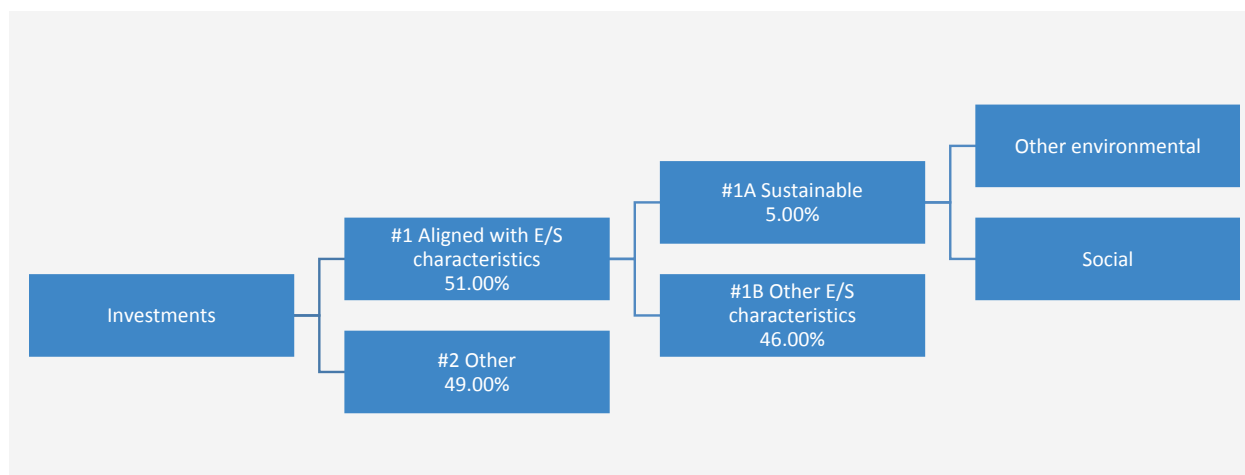 Investments
#1 Aligned with E/S
characteristics
51.00%
#2 Other
49.00%
#1A Sustainable
5.00%
#1B Other E/S
characteristics
46.00%
Other environmental
Social